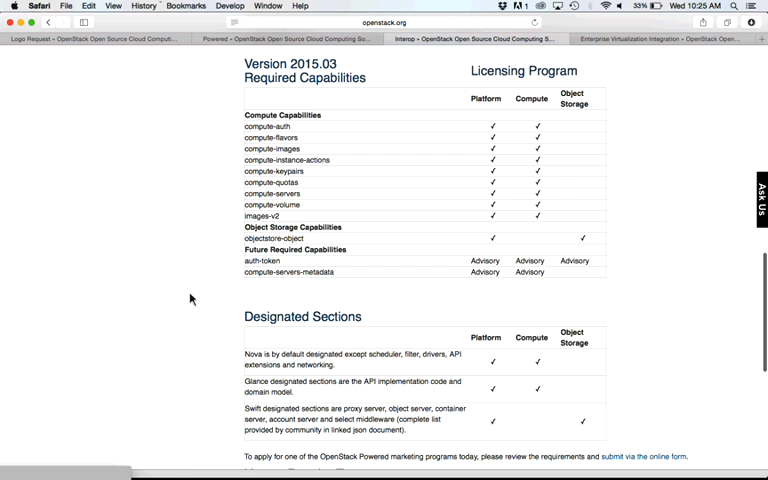 Safari File Edit View History Bookmarks Develop Window Help 1 33% Wed 10:25 AM
openstack.org
Logo Request « OpenStack Open Source Cloud Computi... Powered « OpenStack Open Source Cloud Computing So... Interop « OpenStack Open Source Cloud Computing S... Enterprise Virtualization Integration « OpenStack Open...
Version 2015.03
Required Capabilities
Licensing Program
Platform Compute Object Storage
Compute Capabilities
compute-auth ✓ ✓
compute-flavors ✓ ✓
compute-images ✓ ✓
compute-instance-actions ✓ ✓
compute-keypairs ✓ ✓
compute-quotas ✓ ✓
compute-servers ✓ ✓
compute-volume ✓ ✓
images-v2 ✓ ✓
Object Storage Capabilities
objectstore-object ✓ ✓
Future Required Capabilities
auth-token Advisory Advisory Advisory
compute-servers-metadata Advisory Advisory
Ask Us
Designated Sections
Platform Compute Object Storage
Nova is by default designated except scheduler, filter, drivers, API
extensions and networking. ✓ ✓
Glance designated sections are the API implementation code and
domain model. ✓ ✓
Swift designated sections are proxy server, object server, container
server, account server and select middleware (complete list
provided by community in linked json document). ✓ ✓
To apply for one of the OpenStack Powered marketing programs today, please review the requirements and submit via the online form.